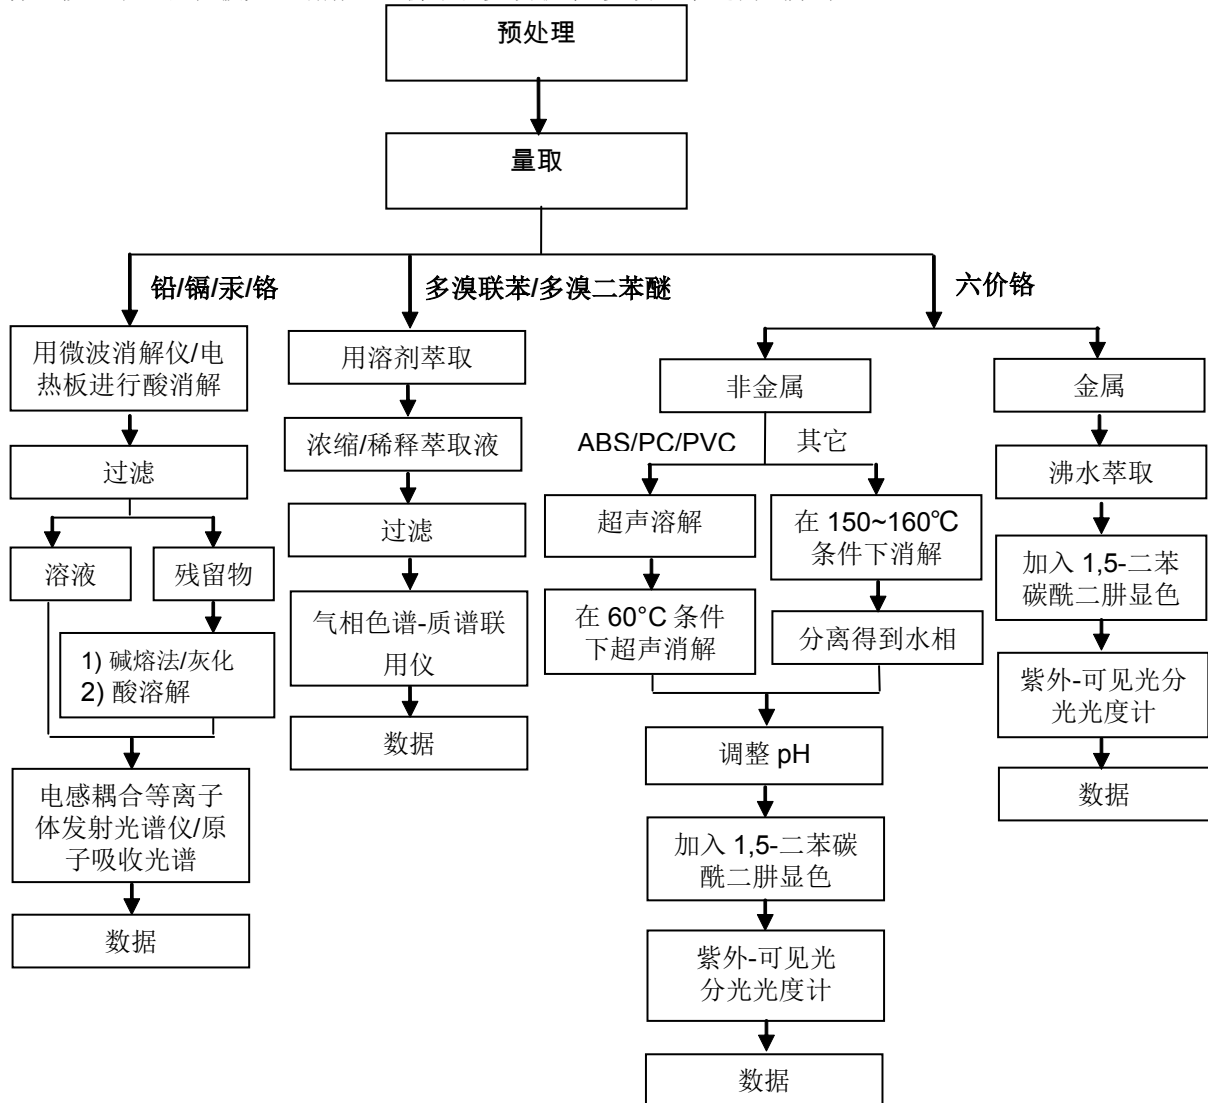 预处理
量取
铅/镉/汞/铬
多溴联苯/多溴二苯醚
六价铬
用微波消解仪/电
热板进行酸消解
过滤
溶液
残留物
1) 碱熔法/灰化
2) 酸溶解
电感耦合等离子
体发射光谱仪/原
子吸收光谱
数据
用溶剂萃取
浓缩/稀释萃取液
过滤
气相色谱-质谱联
用仪
数据
非金属
ABS/PC/PVC
其它
超声溶解
在 60°C 条件
下超声消解
在 150~160℃
条件下消解
分离得到水相
调整 pH
加入 1,5-二苯碳
酰二肼显色
紫外-可见光
分光光度计
数据
金属
沸水萃取
加入 1,5-二苯
碳酰二肼显色
紫外-可见光分
光光度计
数据